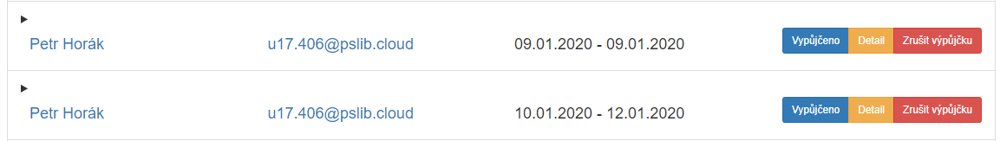 Petr Horák u17.406@pslib.cloud 09.01.2020 - 09.01.2020 Vypůjčeno Detail Zrušit výpůjčku
Petr Horák u17.406@pslib.cloud 10.01.2020 - 12.01.2020 Vypůjčeno Detail Zrušit výpůjčku